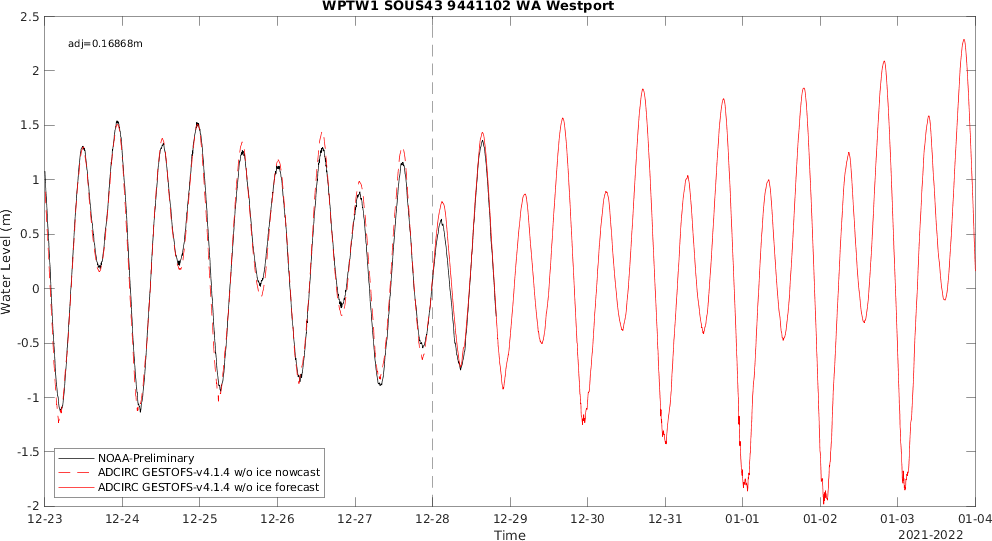 WPTW1 SOUS43 9441102 WA Westport
adj=0.16868m
2.5
2
1.5
1
0.5
0
-0.5
-1
-1.5
-2
Water Level (m)
NOAA-Preliminary
ADCIRC GESTOFS-v4.1.4 w/o ice nowcast
ADCIRC GESTOFS-v4.1.4 w/o ice forecast
12-23 12-24 12-25 12-26 12-27 12-28 12-29 12-30 12-31 01-01 01-02 01-03 01-04
Time
2021-2022